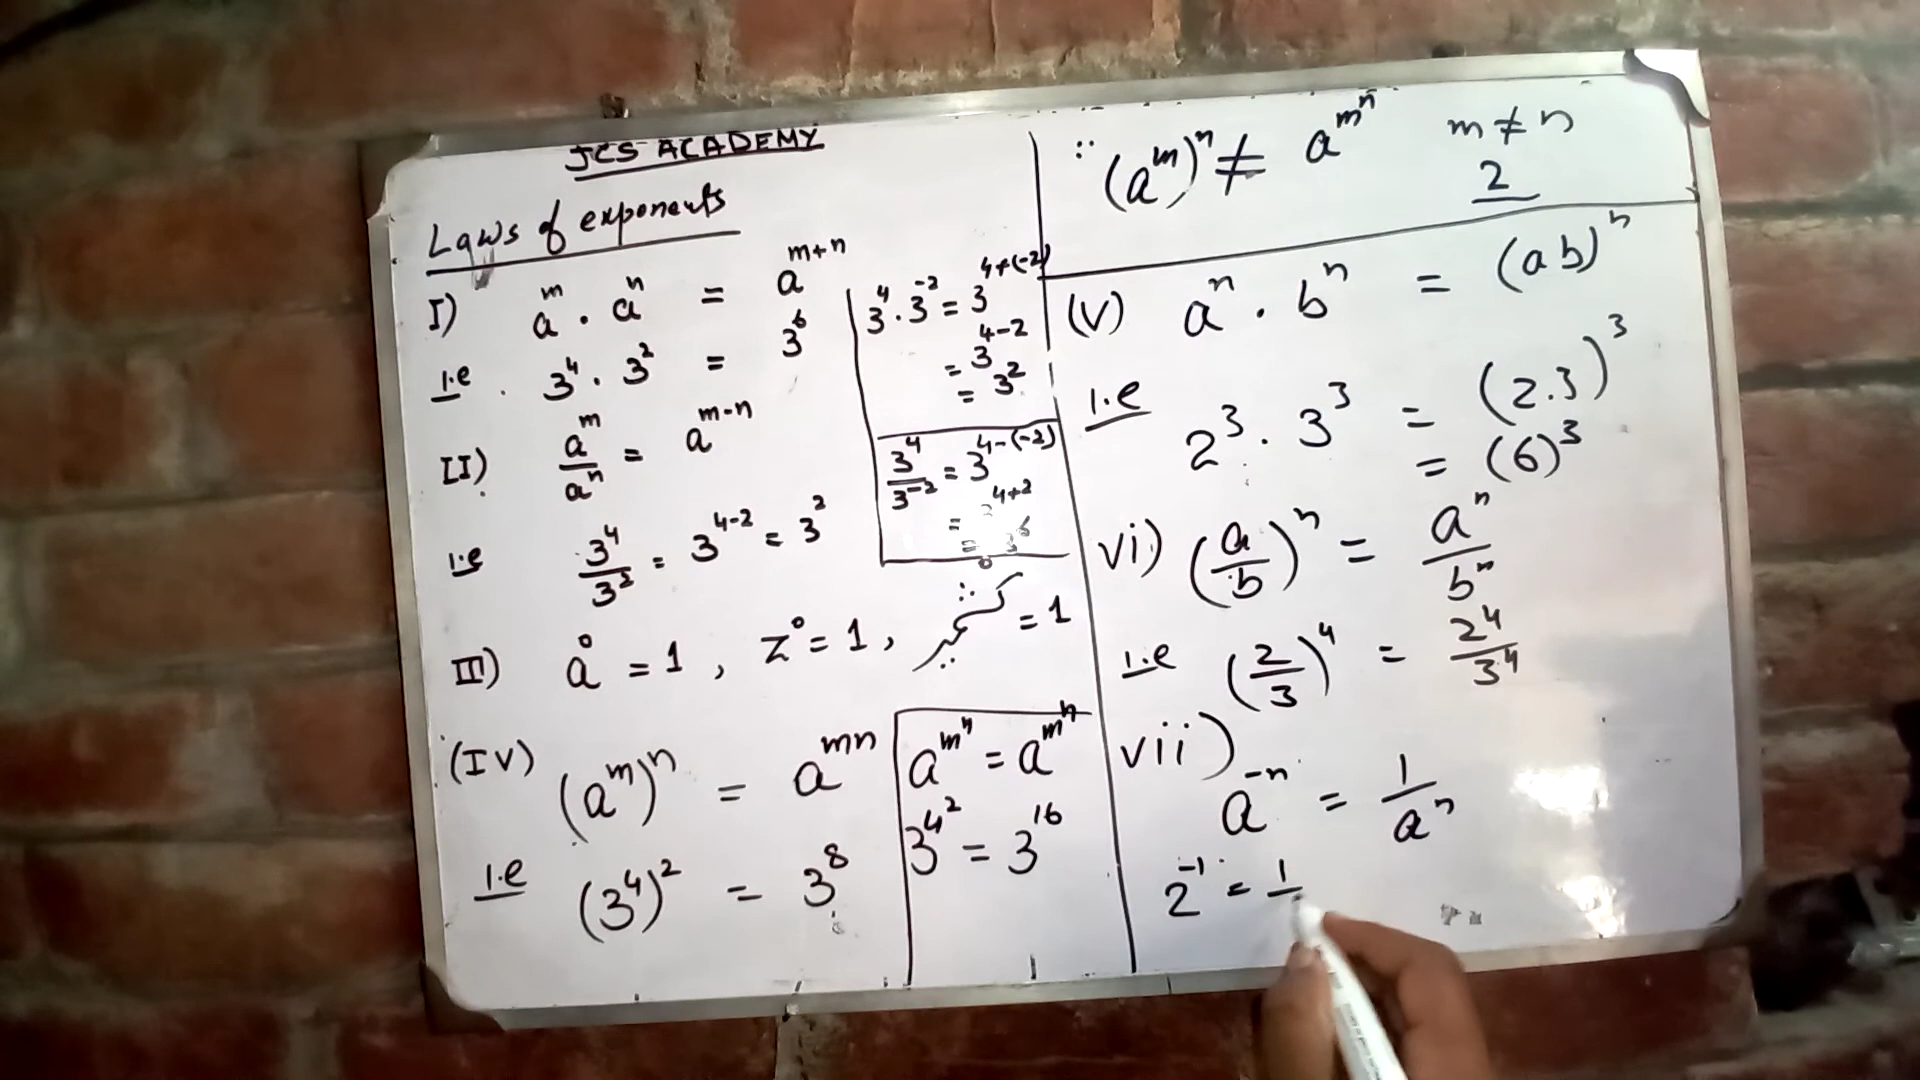 JCS ACADEMY
Laws of exponents
I) a^m . a^n = a^(m+n)
i.e . 3^4 . 3^2 = 3^6
II) a^m/a^n = a^(m-n)
i.e 3^4/3^2 = 3^(4-2) = 3^2
III) a^0 = 1 , z^0 = 1 , = 1
(IV) (a^m)^n = a^(mn)
i.e (3^4)^2 = 3^8
3^4 . 3^-2 = 3^(4+(-2))
= 3^(4-2)
= 3^2
3^4/3^-2 = 3^(4-(-2))
= 3^(4+2)
= 3^6
a^m^n = a^m^n
3^4^2 = 3^16
∵ (a^m)^n ≠ a^m^n m ≠ n
2
(V) a^n . b^n = (ab)^n
i.e 2^3 . 3^3 = (2.3)^3
= (6)^3
vi) (a/b)^n = a^n/b^n
i.e (2/3)^4 = 2^4/3^4
vii)
a^-n = 1/a^n
2^-1 = 1/